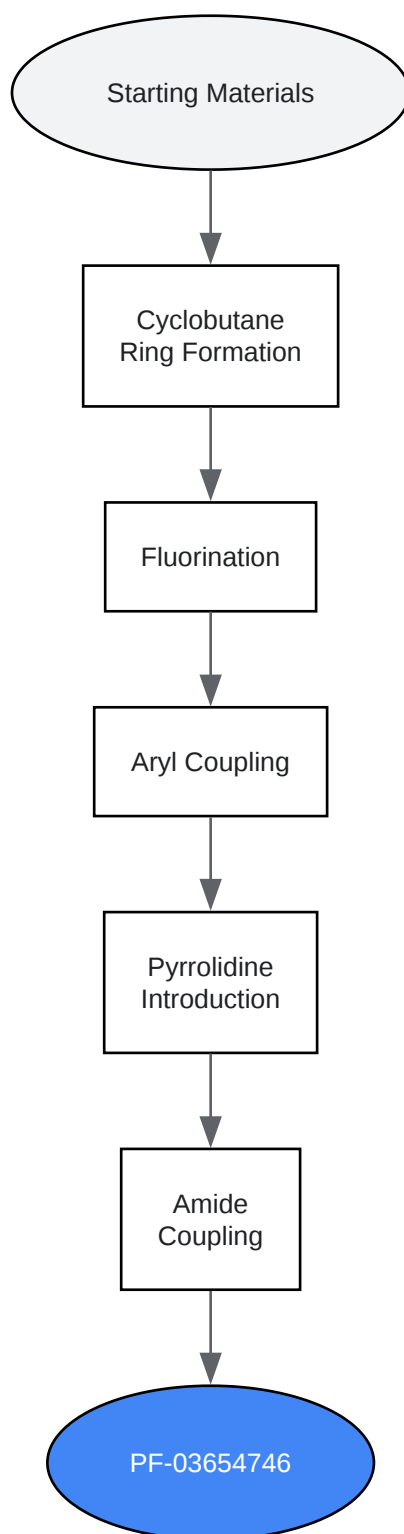 Starting Materials
Cyclobutane
Ring Formation
Fluorination
Aryl Coupling
Pyrrolidine
Introduction
Amide
Coupling
PF-03654746